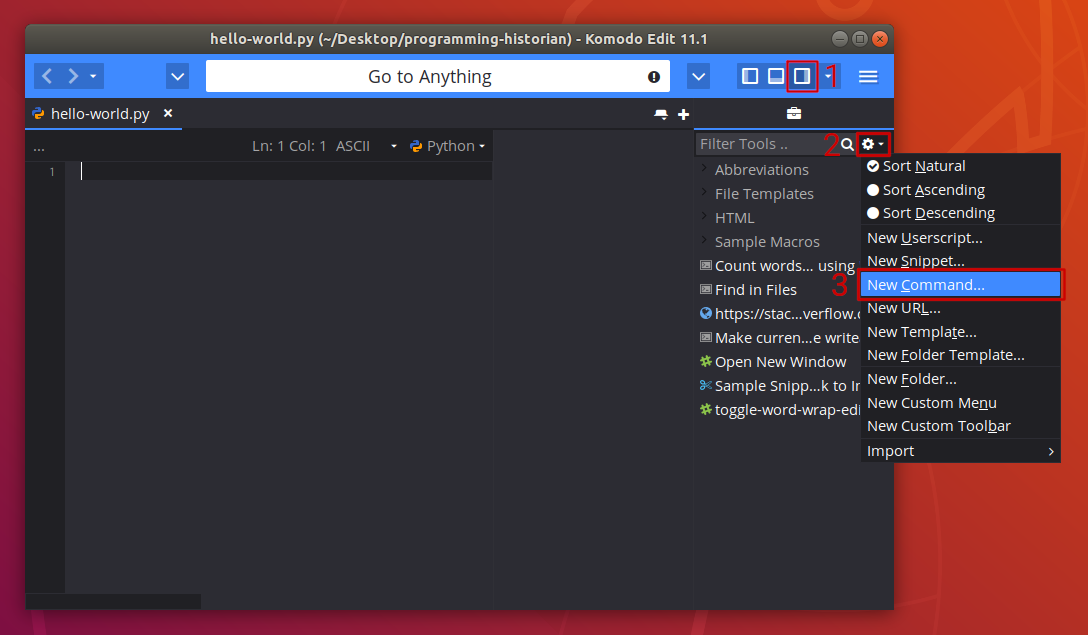 hello-world.py (~/Desktop/programming-historian) - Komodo Edit 11.1
Go to Anything
1
hello-world.py
... Ln: 1 Col: 1 ASCII Python
1
Filter Tools .. 2
Abbreviations
File Templates
HTML
Sample Macros
Count words... using
Find in Files
https://stac...verflow.c
Make curren...e write
Open New Window
Sample Snipp...k to In
toggle-word-wrap-edi
Sort Natural
Sort Ascending
Sort Descending
New Userscript...
New Snippet...
3 New Command...
New URL...
New Template...
New Folder Template...
New Folder...
New Custom Menu
New Custom Toolbar
Import